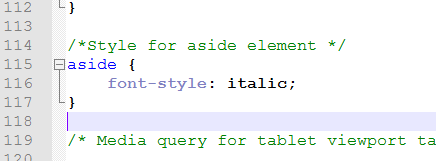 112 }
113
114 /*Style for aside element */
115 aside {
116 font-style: italic;
117 }
118
119 /* Media query for tablet viewport ta
120